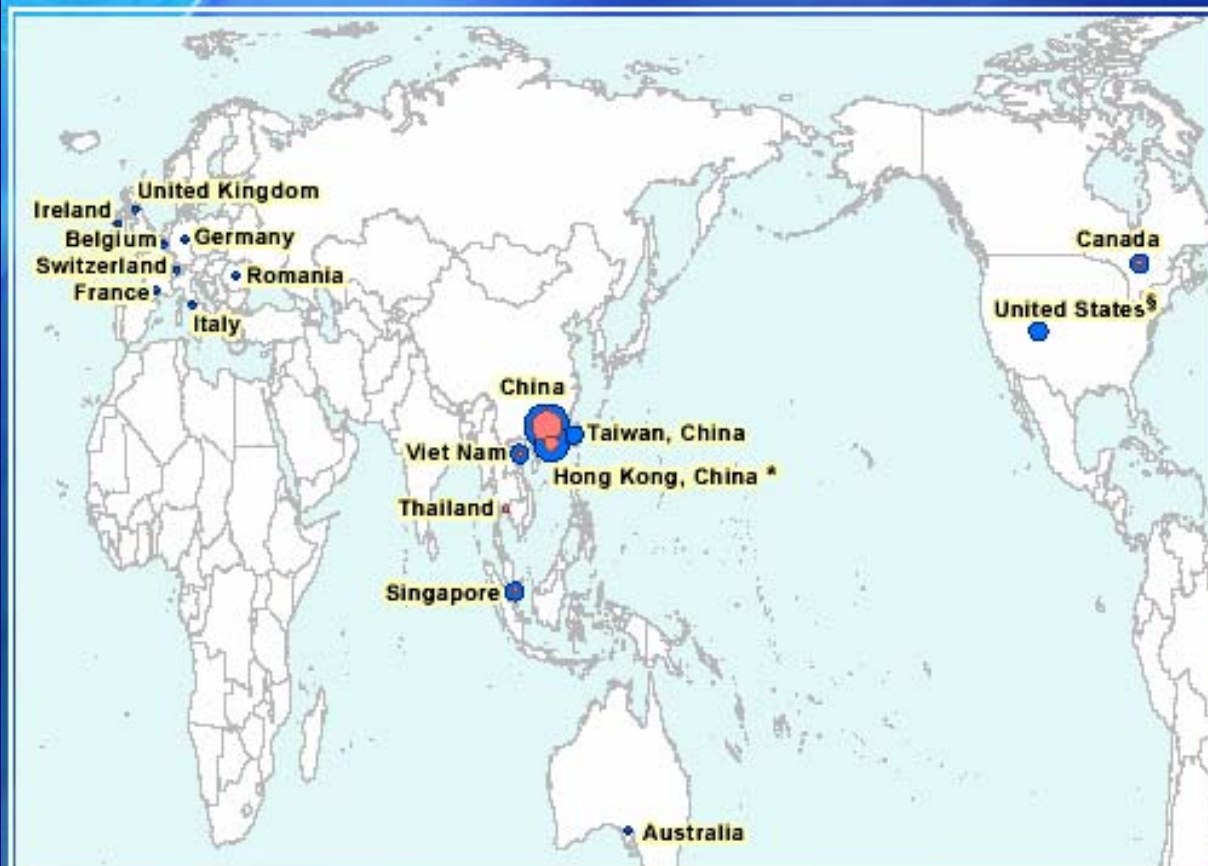 United Kingdom
Ireland
Belgium
Germany
Switzerland
Romania
France
Italy
Canada
United States§
China
Taiwan, China
Viet Nam
Hong Kong, China *
Thailand
Singapore
Australia